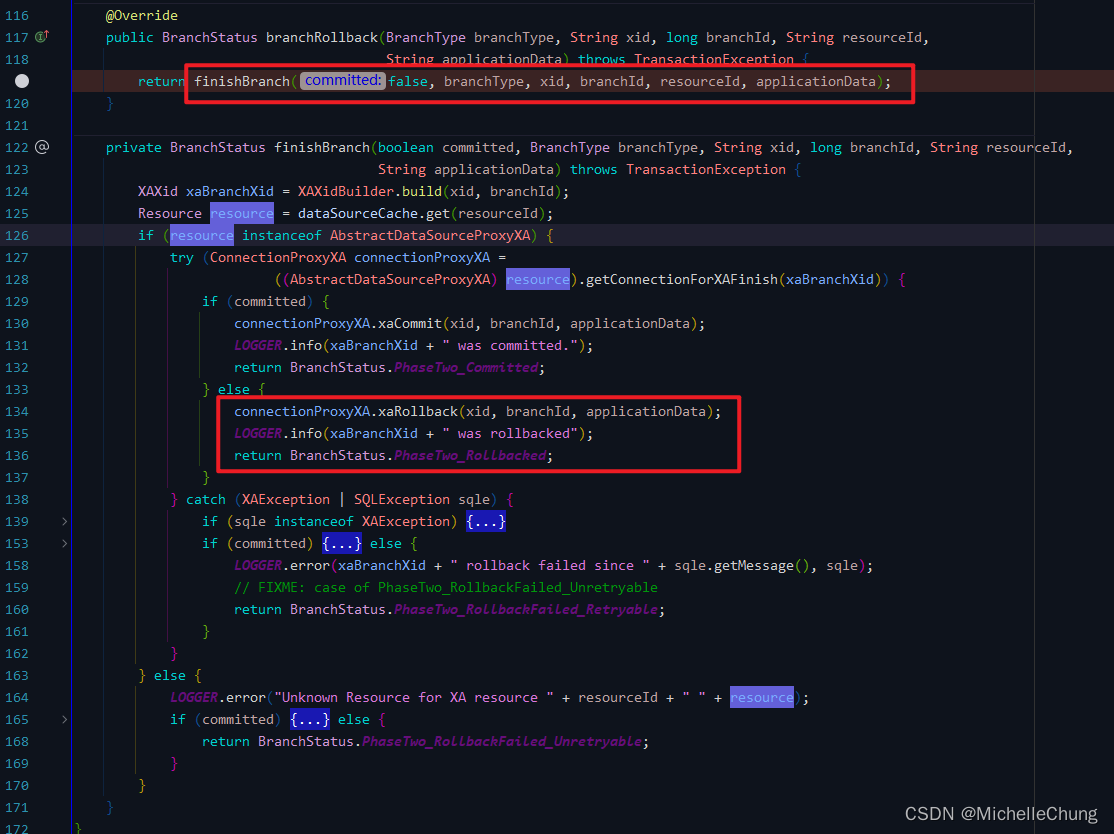 116 @Override
117 public BranchStatus branchRollback(BranchType branchType, String xid, long branchId, String resourceId,
118 String applicationData) throws TransactionException {
return finishBranch( committed: false, branchType, xid, branchId, resourceId, applicationData);
120 }
121
122 @ private BranchStatus finishBranch(boolean committed, BranchType branchType, String xid, long branchId, String resourceId,
123 String applicationData) throws TransactionException {
124 XAXid xaBranchXid = XAXidBuilder.build(xid, branchId);
125 Resource resource = dataSourceCache.get(resourceId);
126 if (resource instanceof AbstractDataSourceProxyXA) {
127 try (ConnectionProxyXA connectionProxyXA =
128 ((AbstractDataSourceProxyXA) resource).getConnectionForXAFinish(xaBranchXid)) {
129 if (committed) {
130 connectionProxyXA.xaCommit(xid, branchId, applicationData);
131 LOGGER.info(xaBranchXid + " was committed.");
132 return BranchStatus.PhaseTwo_Committed;
133 } else {
134 connectionProxyXA.xaRollback(xid, branchId, applicationData);
135 LOGGER.info(xaBranchXid + " was rollbacked");
136 return BranchStatus.PhaseTwo_Rollbacked;
137 }
138 } catch (XAException | SQLException sqle) {
139 if (sqle instanceof XAException) {...}
153 if (committed) {...} else {
158 LOGGER.error(xaBranchXid + " rollback failed since " + sqle.getMessage(), sqle);
159 // FIXME: case of PhaseTwo_RollbackFailed_Unretryable
160 return BranchStatus.PhaseTwo_RollbackFailed_Retryable;
161 }
162 }
163 } else {
164 LOGGER.error("Unknown Resource for XA resource " + resourceId + " " + resource);
165 if (committed) {...} else {
168 return BranchStatus.PhaseTwo_RollbackFailed_Unretryable;
169 }
170 }
171 }
172 }
CSDN @MichelleChung